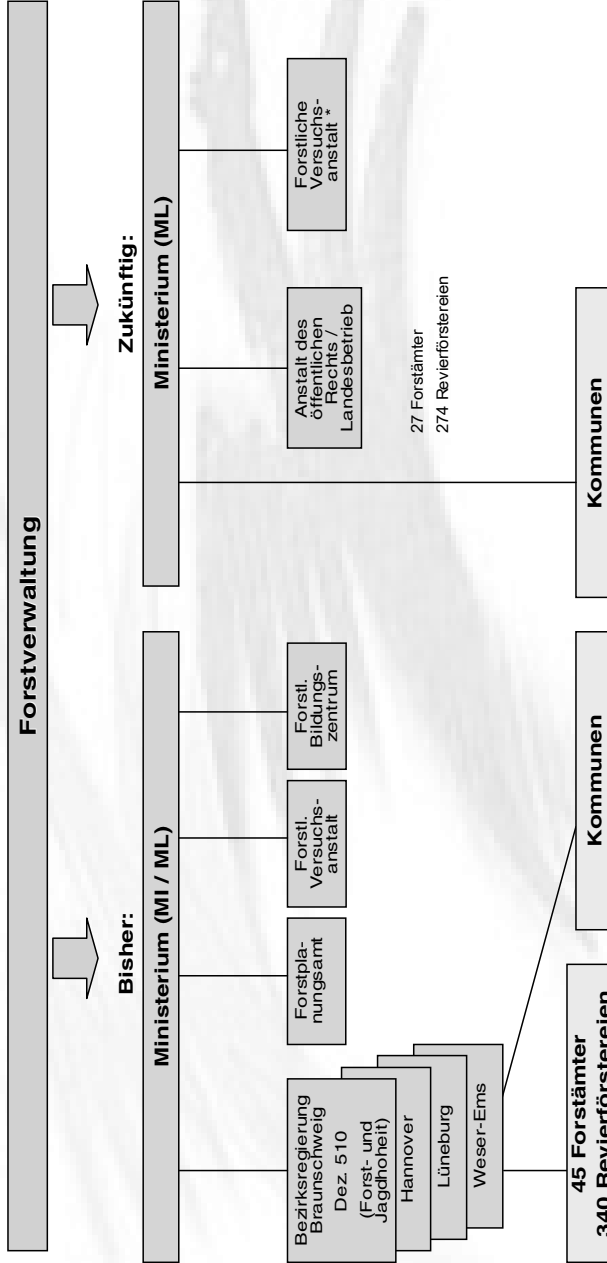 Forstverwaltung
Bisher:
Ministerium (MI / ML)
Bezirksregierung
Braunschweig
Dez. 510
(Forst- und
Jagdhoheit)
Hannover
Lüneburg
Weser-Ems
Forstpla-
nungsamt
Forstl.
Versuchs-
anstalt
Forstl.
Bildungs-
zentrum
45 Forstämter
340 Revierförstereien
Kommunen
Zukünftig:
Ministerium (ML)
Anstalt des
öffentlichen
Rechts /
Landesbetrieb
Forstliche
Versuchs-
anstalt *
27 Forstämter
274 Revierförstereien
Kommunen